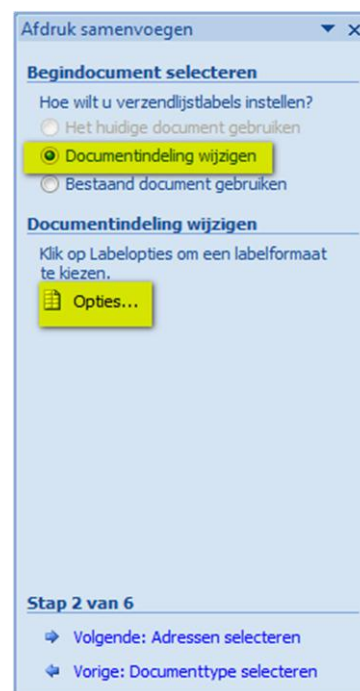 Afdruk samenvoegen
Begindocument selecteren
Hoe wilt u verzendlijstlabels instellen?
Het huidige document gebruiken
Documentindeling wijzigen
Bestaand document gebruiken
Documentindeling wijzigen
Klik op Labelopties om een labelformaat
te kiezen.
Opties...
Stap 2 van 6
Volgende: Adressen selecteren
Vorige: Documenttype selecteren